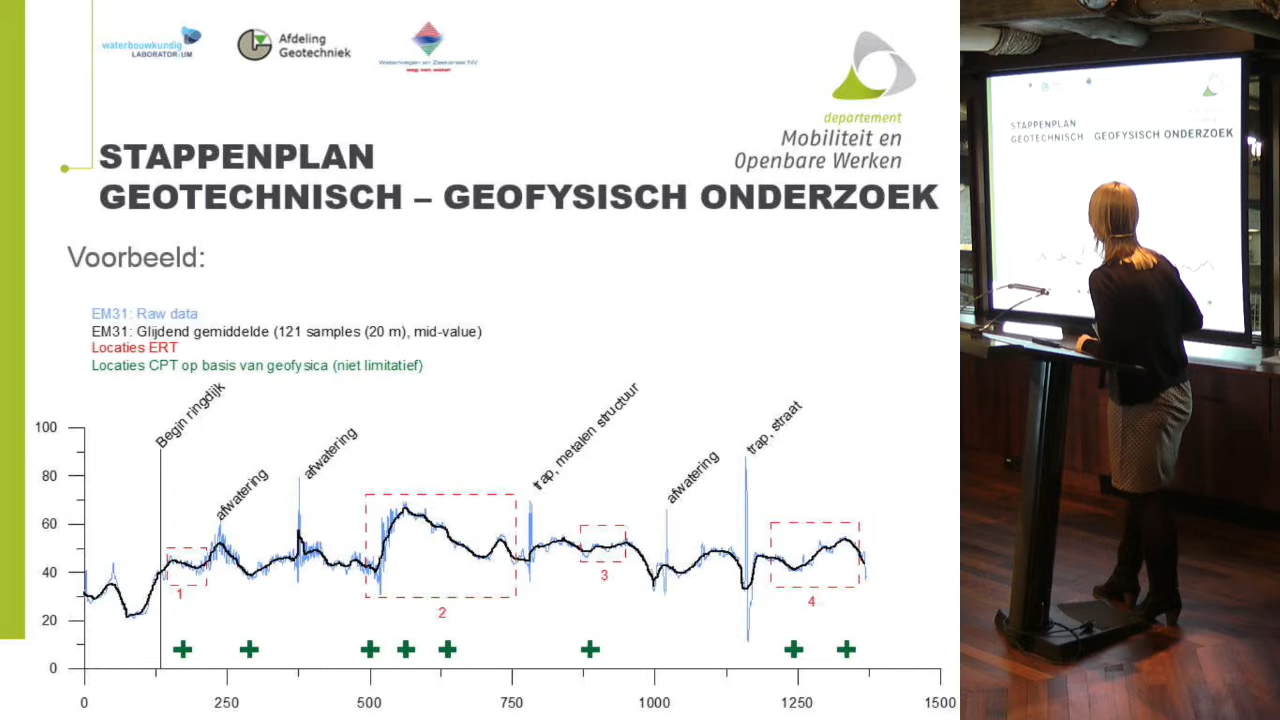 waterbouwkundig
LABORATORIUM
Afdeling
Geotechniek
Waterwegen en Zeekanaal NV
weg van water
departement
Mobiliteit en
Openbare Werken
STAPPENPLAN
GEOTECHNISCH – GEOFYSISCH ONDERZOEK
Voorbeeld:
EM31: Raw data
EM31: Glijdend gemiddelde (121 samples (20 m), mid-value)
Locaties ERT
Locaties CPT op basis van geofysica (niet limitatief)
Begin ringdijk
afwatering
afwatering
trap, metalen structuur
afwatering
trap, straat
100
80
60
40
20
0
1
2
3
4
0
250
500
750
1000
1250
1500
STAPPENPLAN
GEOTECHNISCH GEOFYSISCH ONDERZOEK